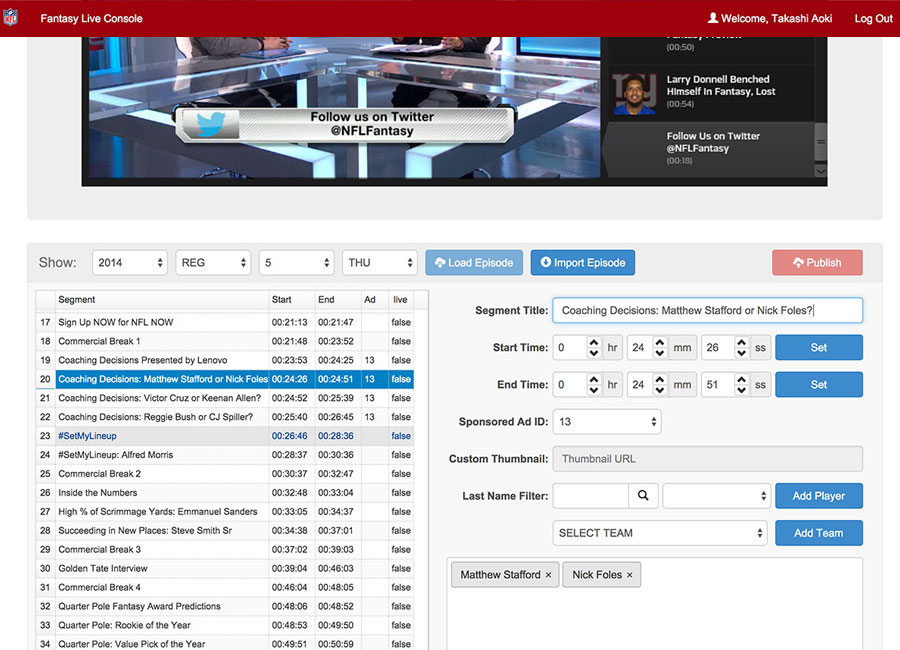 NFL
Fantasy Live Console
Welcome, Takashi Aoki
Log Out
Fantasy Preview
(00:50)
Larry Donnell Benched
HImself In Fantasy, Lost
(00:54)
Follow Us on Twitter
@NFLFantasy
(00:18)
Follow us on Twitter
@NFLFantasy
Show: 2014 REG 5 THU Load Episode Import Episode Publish
Segment Start End Ad live
17 Sign Up NOW for NFL NOW 00:21:13 00:21:47 false
18 Commercial Break 1 00:21:48 00:23:52 false
19 Coaching Decisions Presented by Lenovo 00:23:53 00:24:25 13 false
20 Coaching Decisions: Matthew Stafford or Nick Foles 00:24:26 00:24:51 13 false
21 Coaching Decisions: Victor Cruz or Keenan Allen? 00:24:52 00:25:39 13 false
22 Coaching Decisions: Reggie Bush or CJ Spiller? 00:25:40 00:26:45 13 false
23 #SetMyLineup 00:26:46 00:28:36 false
24 #SetMyLineup: Alfred Morris 00:28:37 00:30:36 false
25 Commercial Break 2 00:30:37 00:32:47 false
26 Inside the Numbers 00:32:48 00:33:04 false
27 High % of Scrimmage Yards: Emmanuel Sanders 00:33:05 00:34:37 false
28 Succeeding in New Places: Steve Smith Sr 00:34:38 00:37:01 false
29 Commercial Break 3 00:37:02 00:39:03 false
30 Golden Tate Interview 00:39:04 00:46:03 false
31 Commercial Break 4 00:46:04 00:48:05 false
32 Quarter Pole Fantasy Award Predictions 00:48:06 00:48:52 false
33 Quarter Pole: Rookie of the Year 00:48:53 00:49:50 false
34 Quarter Pole: Value Pick of the Year 00:49:51 00:50:59 false
Segment Title: Coaching Decisions: Matthew Stafford or Nick Foles?
Start Time: 0 hr 24 mm 26 ss Set
End Time: 0 hr 24 mm 51 ss Set
Sponsored Ad ID: 13
Custom Thumbnail: Thumbnail URL
Last Name Filter: Add Player
SELECT TEAM Add Team
Matthew Stafford × Nick Foles ×